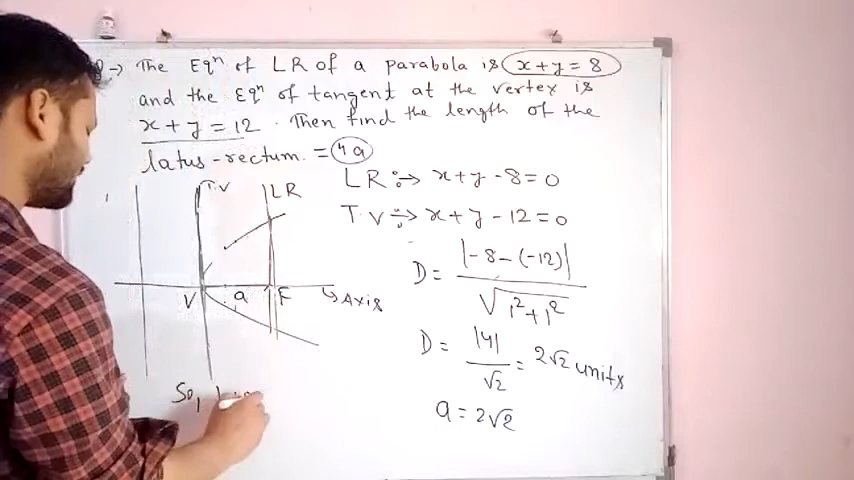 Q→ The Eqⁿ of LR of a parabola is x+y=8
and the Eqⁿ of tangent at the vertex is
x+y=12. Then find the length of the
latus-rectum. = 4a
T.V
LR
V
a
F
Axis
LR :→ x+y-8=0
T.V :→ x+y-12=0
D = |-8-(-12)| / √1²+1²
D = |4| / √2 = 2√2 units
a = 2√2
So,